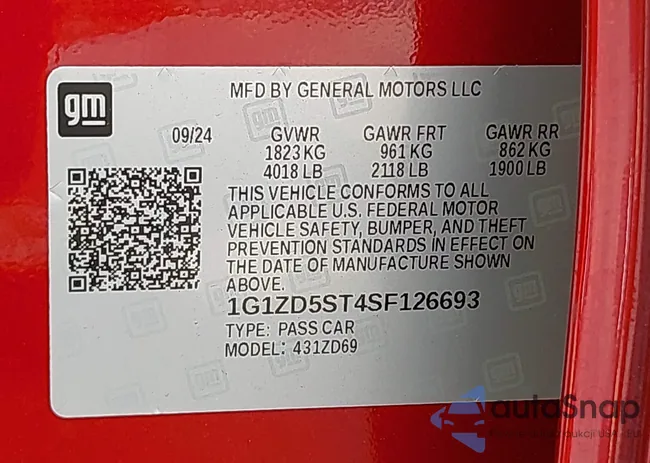 gm
MFD BY GENERAL MOTORS LLC
09/24 GVWR GAWR FRT GAWR RR
1823 KG 961 KG 862 KG
4018 LB 2118 LB 1900 LB
THIS VEHICLE CONFORMS TO ALL
APPLICABLE U.S. FEDERAL MOTOR
VEHICLE SAFETY, BUMPER, AND THEFT
PREVENTION STANDARDS IN EFFECT ON
THE DATE OF MANUFACTURE SHOWN
ABOVE.
1G1ZD5ST4SF126693
TYPE: PASS CAR
MODEL: 431ZD69
autoSnap